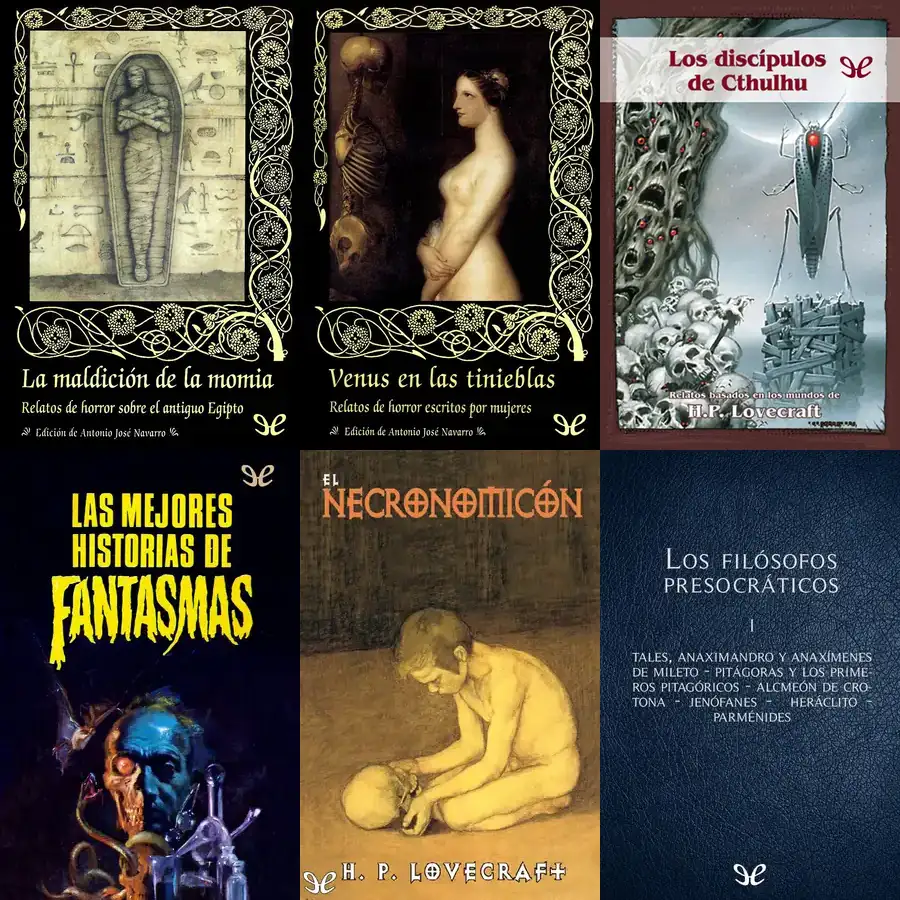 La maldición de la momia
Relatos de horror sobre el antiguo Egipto
Edición de Antonio José Navarro
Venus en las tinieblas
Relatos de horror escritos por mujeres
Edición de Antonio José Navarro
Los discípulos
de Cthulhu
Relatos basados en los mundos de
H.P. Lovecraft
LAS MEJORES
HISTORIAS DE
FANTASMAS
EL
NECRONOMICÓN
H. P. LOVECRAFT
LOS FILÓSOFOS
PRESOCRÁTICOS
I
TALES, ANAXIMANDRO Y ANAXÍMENES
DE MILETO - PITÁGORAS Y LOS PRIME-
ROS PITAGÓRICOS - ALCMEÓN DE CRO-
TONA - JENÓFANES - HERÁCLITO -
PARMÉNIDES